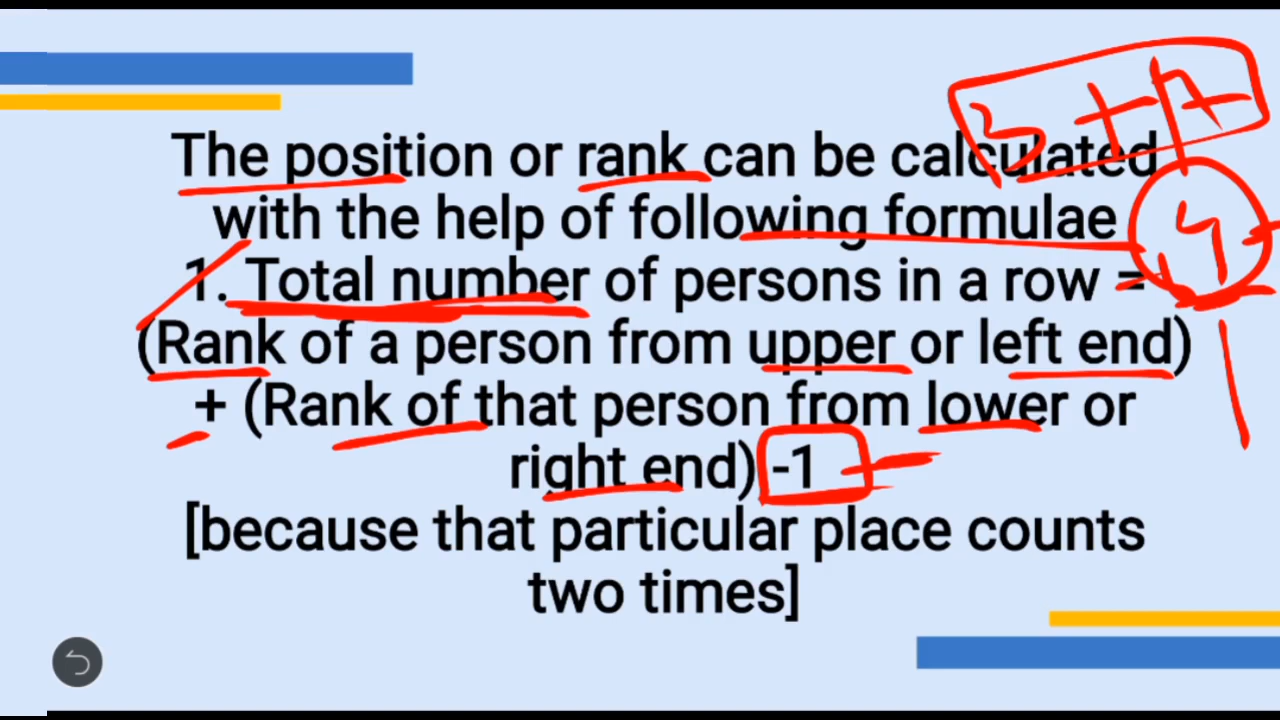 The position or rank can be calculated
with the help of following formulae
1. Total number of persons in a row =
(Rank of a person from upper or left end)
+ (Rank of that person from lower or
right end) -1
[because that particular place counts
two times]